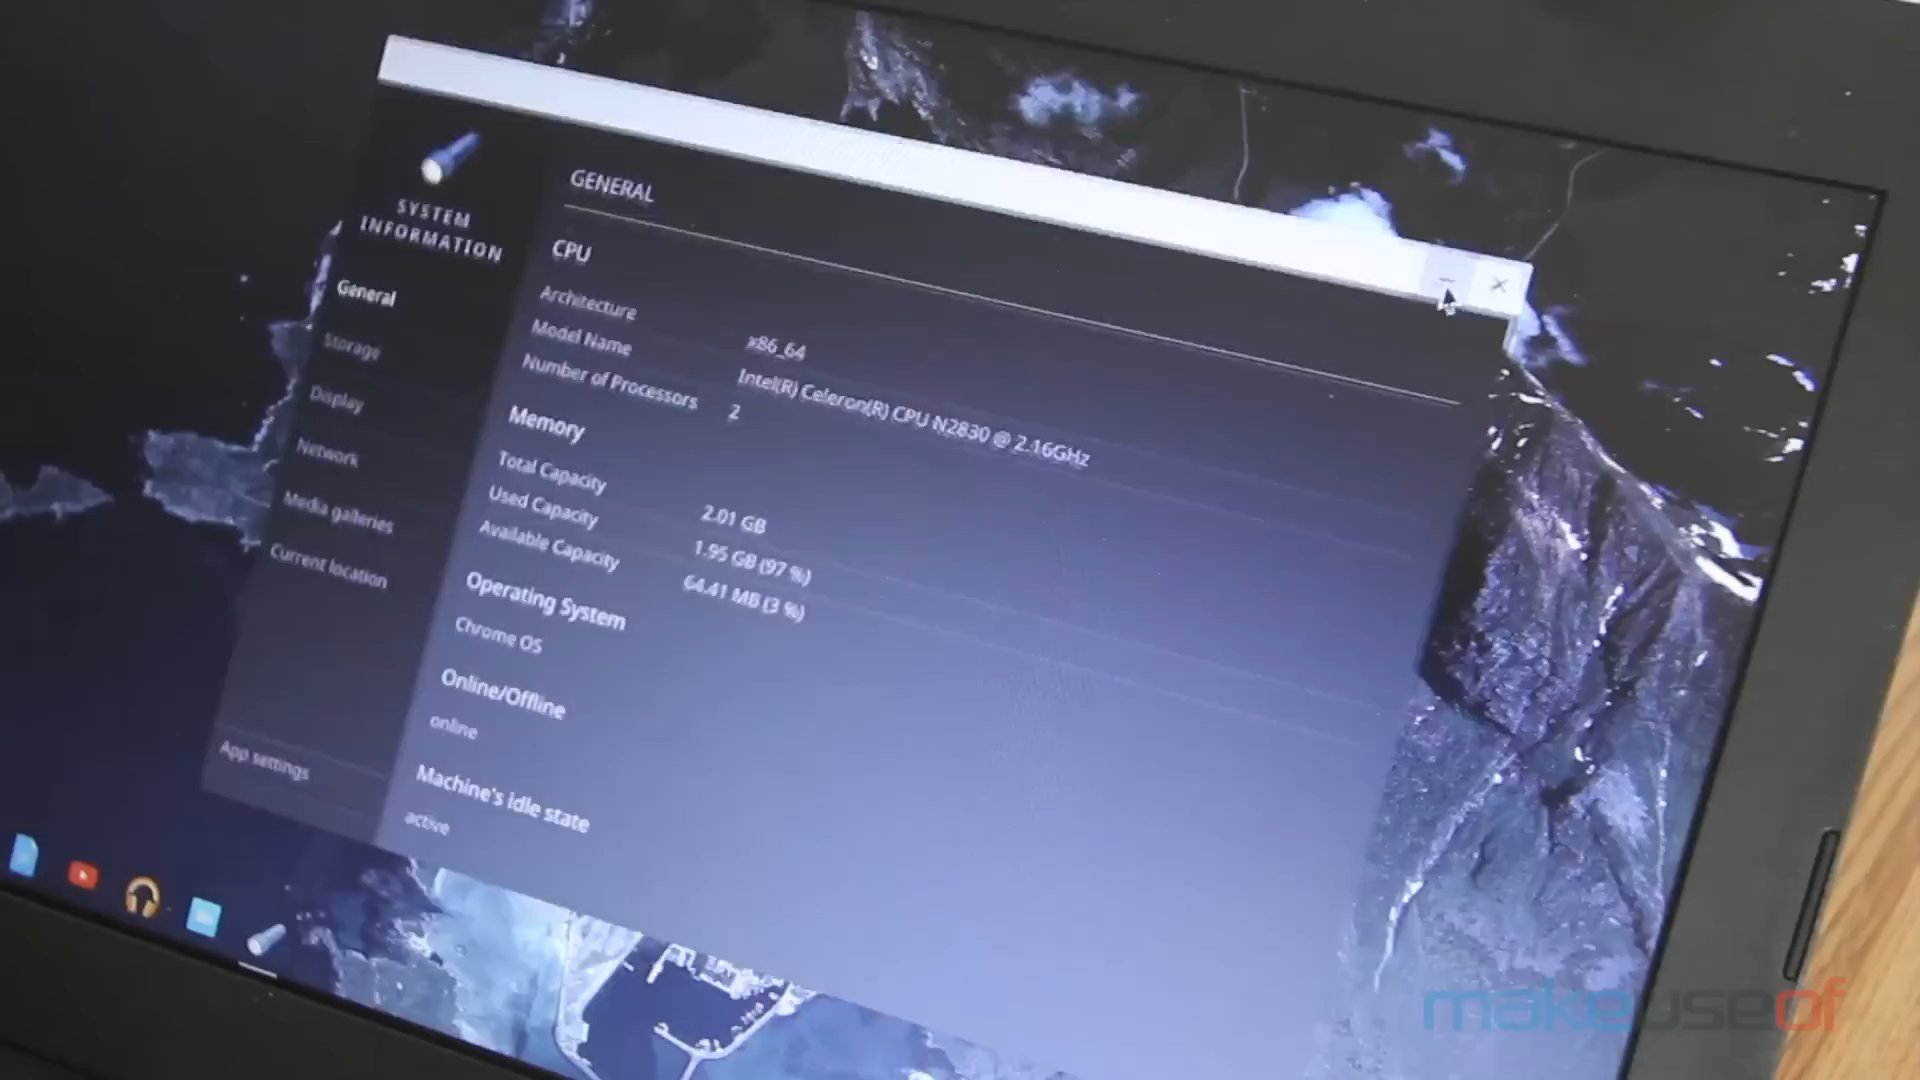 SYSTEM
INFORMATION
General
Storage
Display
Network
Media galleries
Current location
App settings
GENERAL
CPU
Architecture
x86_64
Model Name
Intel(R) Celeron(R) CPU N2830 @ 2.16GHz
Number of Processors
2
Memory
Total Capacity
2.01 GB
Used Capacity
1.95 GB (97 %)
Available Capacity
64.41 MB (3 %)
Operating System
Chrome OS
Online/Offline
online
Machine's idle state
active
makeuseof